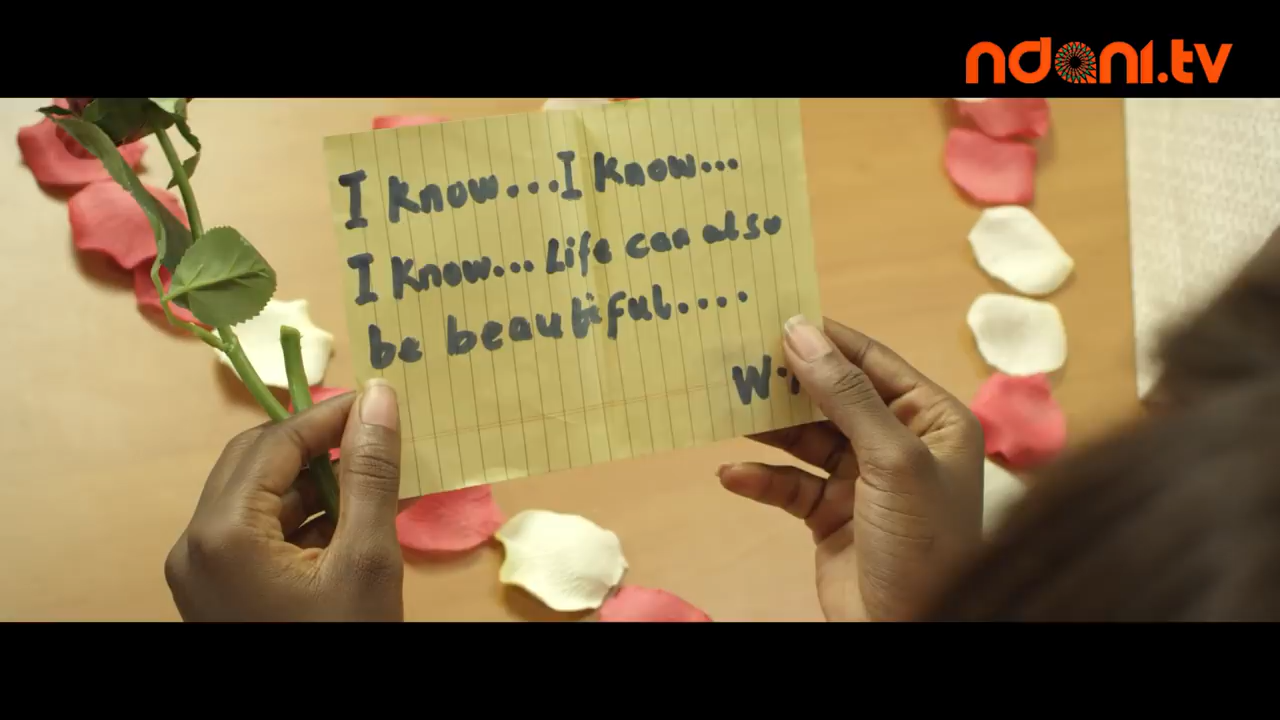 ndani.tv
I know...I know...
I know... Life can also
be beautiful....
W.